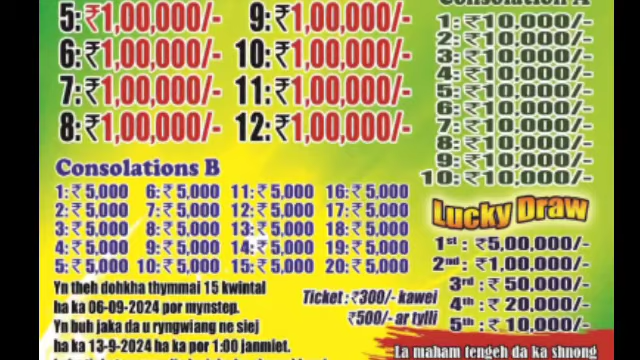 5:₹1,00,000/- 9:₹1,00,000/-
6:₹1,00,000/- 10:₹1,00,000/-
7:₹1,00,000/- 11:₹1,00,000/-
8:₹1,00,000/- 12:₹1,00,000/-
Consolation A
1:₹10,000/-
2:₹10,000/-
3:₹10,000/-
4:₹10,000/-
5:₹10,000/-
6:₹10,000/-
7:₹10,000/-
8:₹10,000/-
9:₹10,000/-
10:₹10,000/-
Consolations B
1:₹5,000 6:₹5,000 11:₹5,000 16:₹5,000
2:₹5,000 7:₹5,000 12:₹5,000 17:₹5,000
3:₹5,000 8:₹5,000 13:₹5,000 18:₹5,000
4:₹5,000 9:₹5,000 14:₹5,000 19:₹5,000
5:₹5,000 10:₹5,000 15:₹5,000 20:₹5,000
Lucky Draw
1st : ₹5,00,000/-
2nd : ₹1,00,000/-
3rd : ₹50,000/-
4th : ₹20,000/-
5th : ₹10,000/-
Yn theh dohkha thymmai 15 kwintal
ha ka 06-09-2024 por mynstep.
Yn buh jaka da u ryngwiang ne siej
ha ka 13-9-2024 ha ka por 1:00 janmiet.
Ticket : ₹300/- kawei
₹500/- ar tylli
La maham tengeh da ka shnong